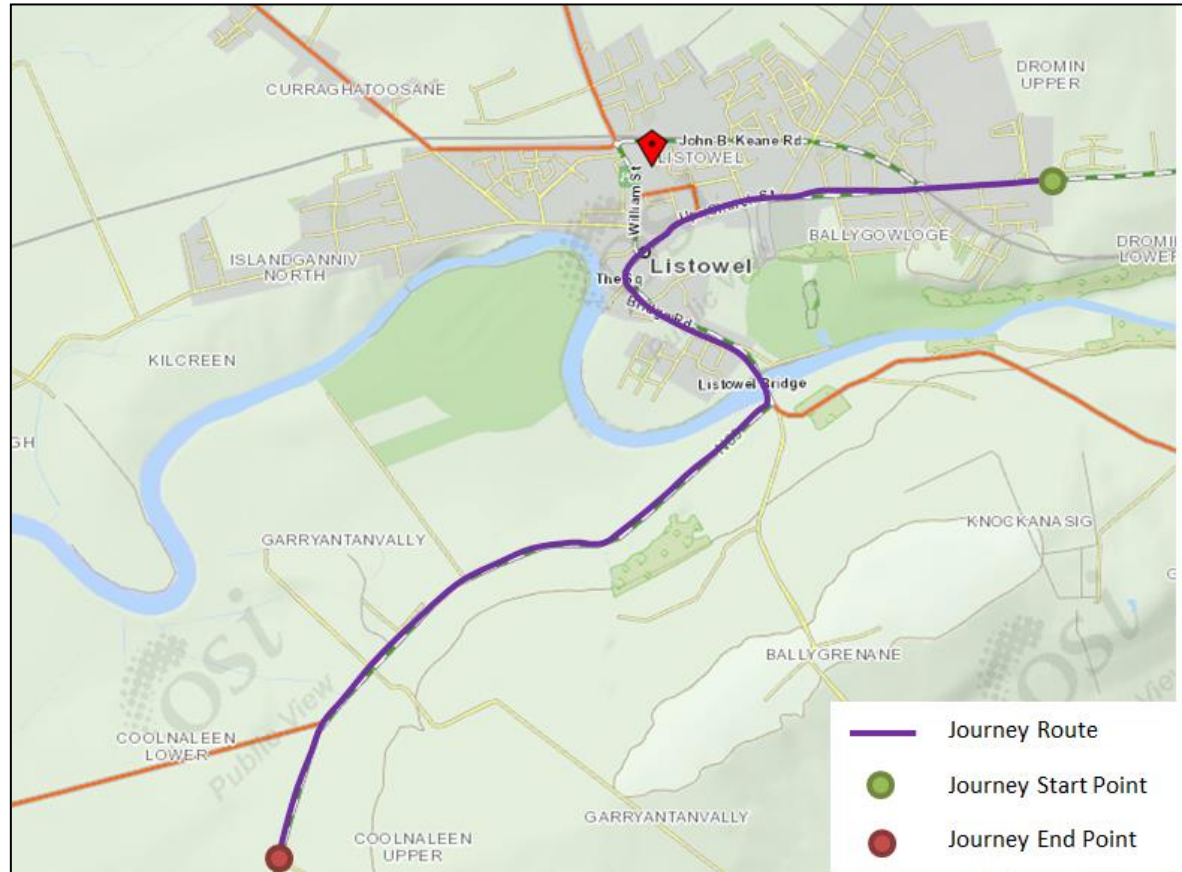 CURRAGHATOOSANE
DROMIN
UPPER
John B. Keane Rd
LISTOWEL
William St
BALLYGOWLOGE
DROMIN
LOWER
ISLANDGANNIV
NORTH
Listowel
The Sq
Bridge Rd
KILCREEN
Listowel Bridge
GH
N69
KNOCKANASIG
GARRYANTANVALLY
G
BALLYGRENANE
osi
Public View
osi
Public View
COOLNALEEN
LOWER
GARRYANTANVALLY
COOLNALEEN
UPPER
Journey Route
Journey Start Point
Journey End Point